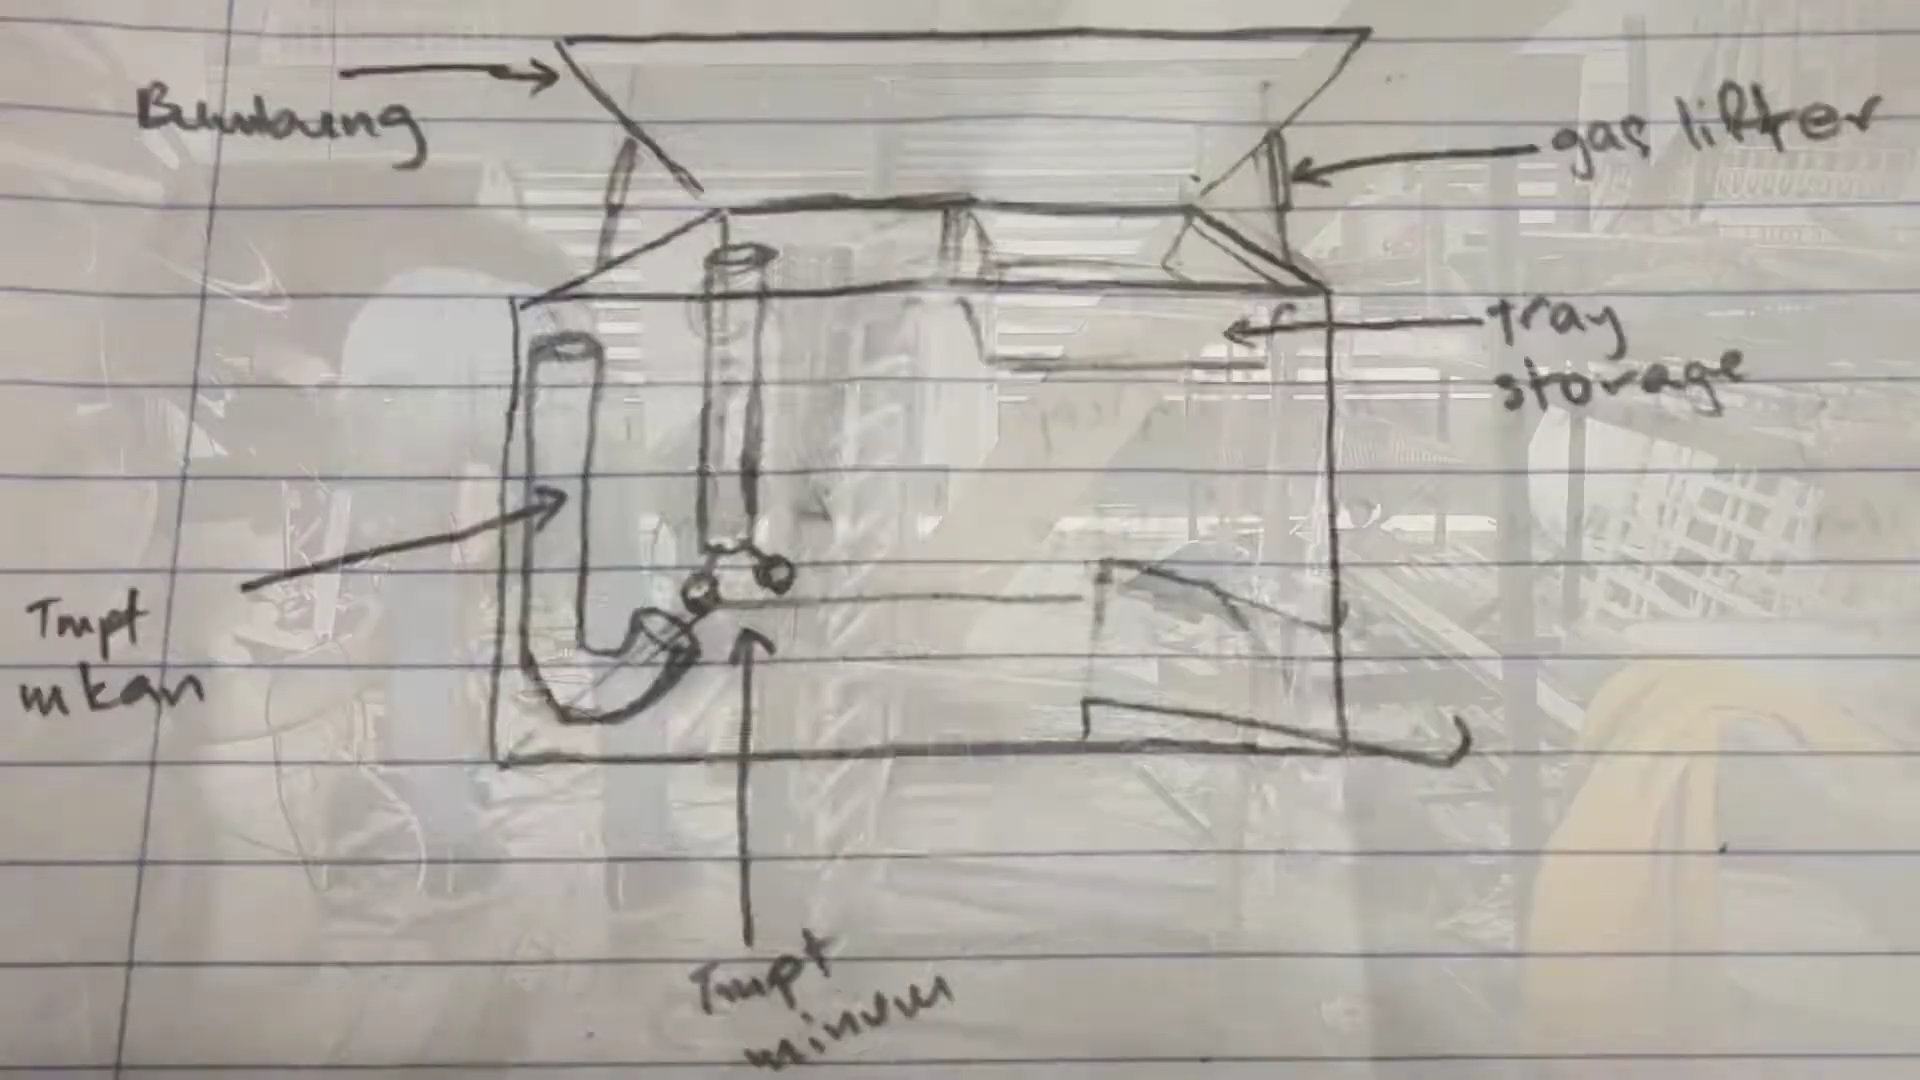 Bumbung
gas lifter
tray
storage
Tmpt
mkan
Tmpt
minum